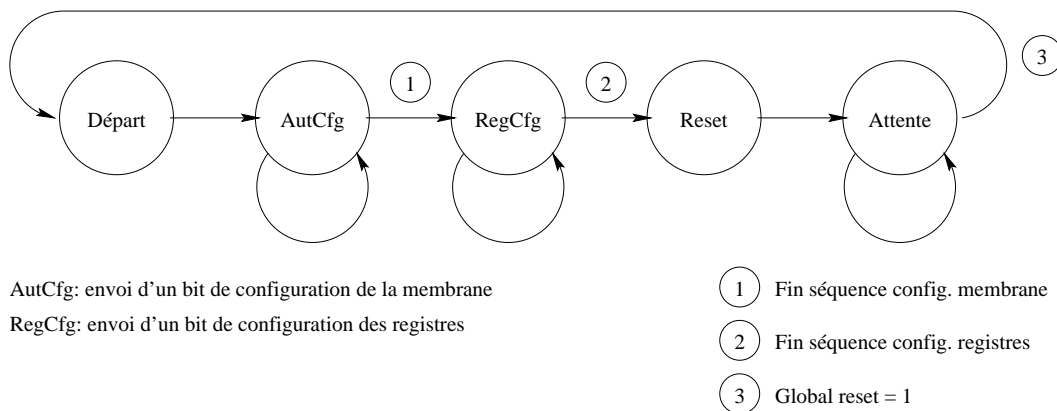 1
2
3
Départ
AutCfg
RegCfg
Reset
Attente
AutCfg: envoi d'un bit de configuration de la membrane
RegCfg: envoi d'un bit de configuration des registres
1 Fin séquence config. membrane
2 Fin séquence config. registres
3 Global reset = 1